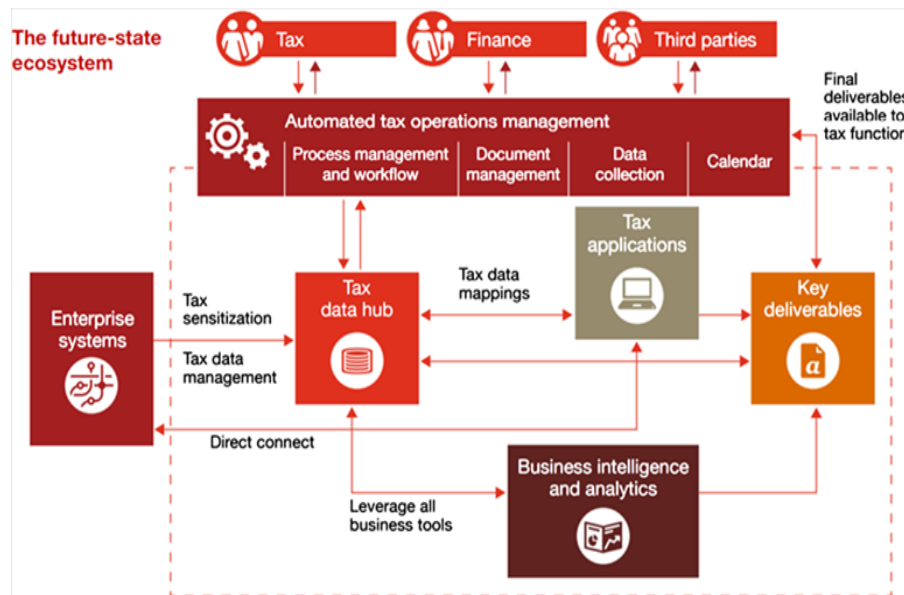 The future-state
ecosystem
Tax
Finance
Third parties
Final
deliverables
available to
tax function
Automated tax operations management
Process management
and workflow
Document
management
Data
collection
Calendar
Tax
applications
Enterprise
systems
Tax
sensitization
Tax data
management
Tax
data hub
Tax data
mappings
Key
deliverables
a
Direct connect
Business intelligence
and analytics
Leverage all
business tools